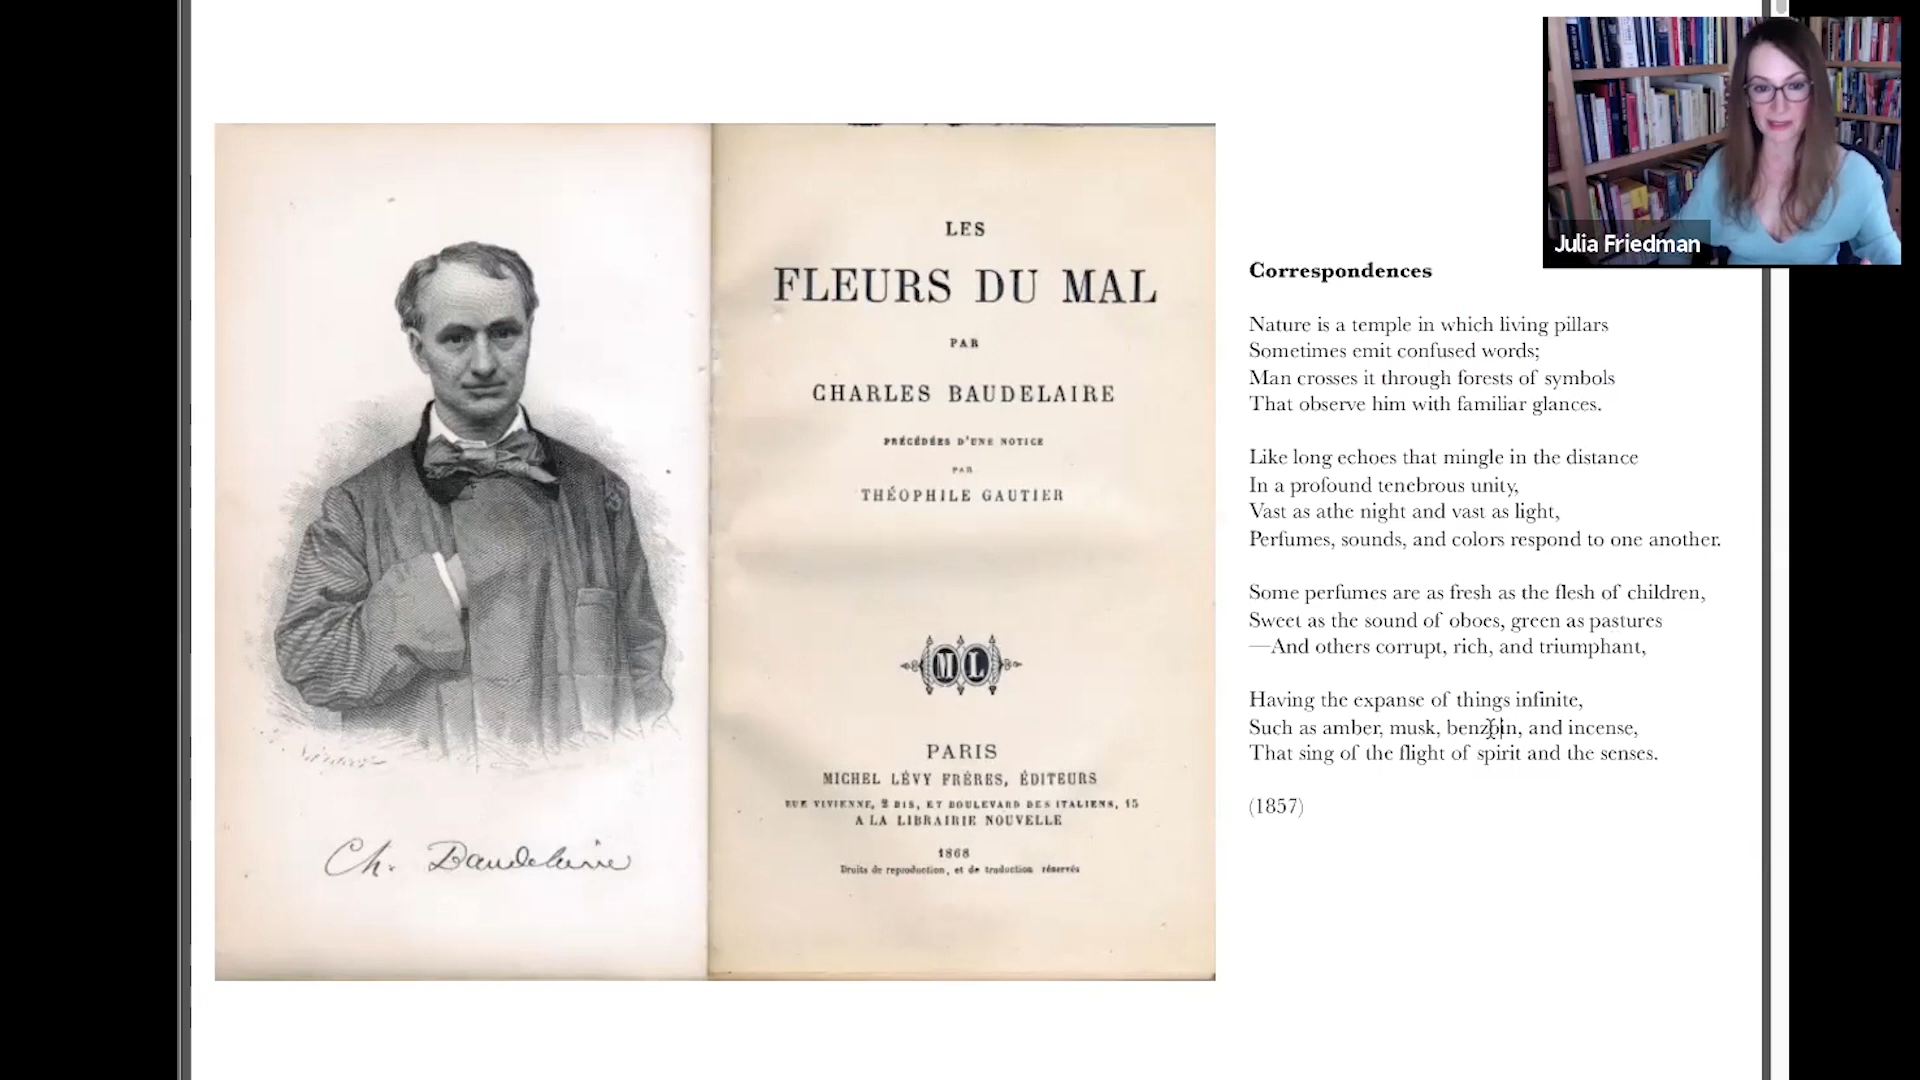 LES
FLEURS DU MAL
PAR
CHARLES BAUDELAIRE
PRÉCÉDÉES D'UNE NOTICE
PAR
THÉOPHILE GAUTIER
ML
PARIS
MICHEL LÉVY FRÈRES, ÉDITEURS
RUE VIVIENNE, 2 BIS, ET BOULEVARD DES ITALIENS, 15
A LA LIBRAIRIE NOUVELLE
1868
Droits de reproduction, et de traduction réservés
Ch. Baudelaire
Julia Friedman
Correspondences
Nature is a temple in which living pillars
Sometimes emit confused words;
Man crosses it through forests of symbols
That observe him with familiar glances.
Like long echoes that mingle in the distance
In a profound tenebrous unity,
Vast as athe night and vast as light,
Perfumes, sounds, and colors respond to one another.
Some perfumes are as fresh as the flesh of children,
Sweet as the sound of oboes, green as pastures
—And others corrupt, rich, and triumphant,
Having the expanse of things infinite,
Such as amber, musk, benzoin, and incense,
That sing of the flight of spirit and the senses.
(1857)